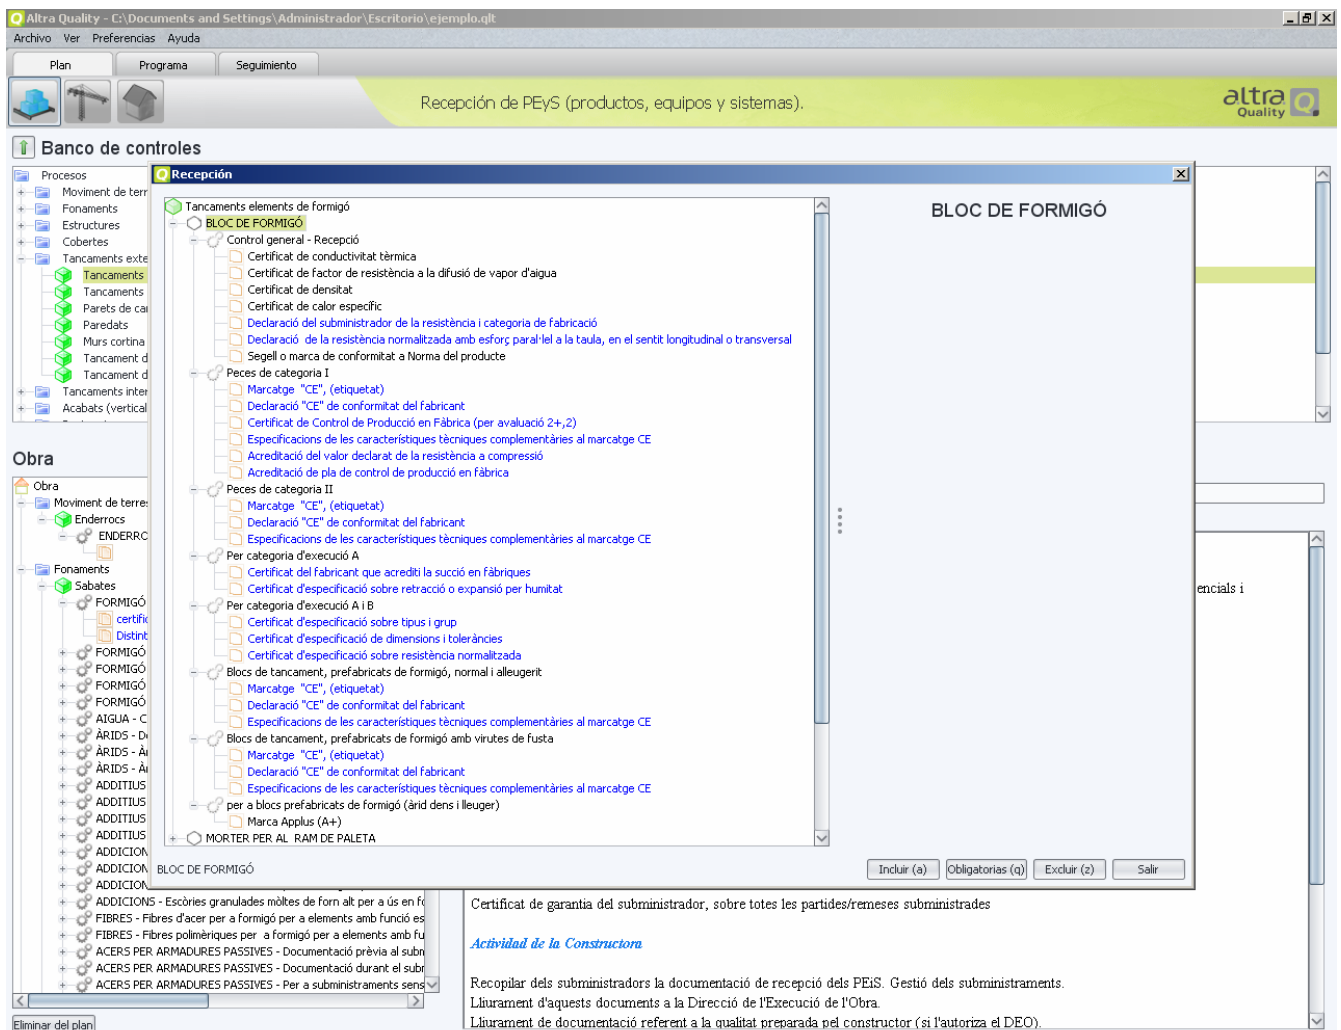 Altra Quality - C:\Documents and Settings\Administrador\Escritorio\ejemplo.qlt
Archivo Ver Preferencias Ayuda
Plan Programa Seguimiento
Recepción de PEyS (productos, equipos y sistemas).
altra
Quality
Banco de controles
Procesos
Moviment de terr
Fonaments
Estructures
Cobertes
Tancaments exte
Tancaments
Tancaments
Parets de car
Paredats
Murs cortina
Tancament d
Tancament d
Tancaments inter
Acabats (vertical
Recepción
Tancaments elements de formigó
BLOC DE FORMIGÓ
Control general - Recepció
Certificat de conductivitat tèrmica
Certificat de factor de resistència a la difusió de vapor d'aigua
Certificat de densitat
Certificat de calor específic
Declaració del subministrador de la resistència i categoria de fabricació
Declaració de la resistència normalitzada amb esforç paral·lel a la taula, en el sentit longitudinal o transversal
Segell o marca de conformitat a Norma del producte
Peces de categoria I
Marcatge "CE", (etiquetat)
Declaració "CE" de conformitat del fabricant
Certificat de Control de Producció en Fàbrica (per avaluació 2+,2)
Especificacions de les característiques tècniques complementàries al marcatge CE
Acreditació del valor declarat de la resistència a compressió
Acreditació de pla de control de producció en fàbrica
Peces de categoria II
Marcatge "CE", (etiquetat)
Declaració "CE" de conformitat del fabricant
Especificacions de les característiques tècniques complementàries al marcatge CE
Per categoria d'execució A
Certificat del fabricant que acrediti la succió en fàbriques
Certificat d'especificació sobre retracció o expansió per humitat
Per categoria d'execució A i B
Certificat d'especificació sobre tipus i grup
Certificat d'especificació de dimensions i toleràncies
Certificat d'especificació sobre resistència normalitzada
Blocs de tancament, prefabricats de formigó, normal i alleugerit
Marcatge "CE", (etiquetat)
Declaració "CE" de conformitat del fabricant
Especificacions de les característiques tècniques complementàries al marcatge CE
Blocs de tancament, prefabricats de formigó amb virutes de fusta
Marcatge "CE", (etiquetat)
Declaració "CE" de conformitat del fabricant
Especificacions de les característiques tècniques complementàries al marcatge CE
per a blocs prefabricats de formigó (àrid dens i lleuger)
Marca Applus (A+)
MORTER PER AL RAM DE PALETA
BLOC DE FORMIGÓ
BLOC DE FORMIGÓ
Incluir (a) Obligatorias (q) Excluir (z) Salir
Obra
Obra
Moviment de terre
Enderrocs
ENDERRO
Fonaments
Sabates
FORMIGÓ
certific
Distint
FORMIGÓ
FORMIGÓ
FORMIGÓ
FORMIGÓ
AIGUA - C
ÀRIDS - D
ÀRIDS - À
ÀRIDS - À
ADDITIUS
ADDITIUS
ADDITIUS
ADDITIUS
ADDICION
ADDICION
ADDICION
ADDICIONS - Escòries granulades mòltes de forn alt per a ús en f
FIBRES - Fibres d'acer per a formigó per a elements amb funció es
FIBRES - Fibres polimèriques per a formigó per a elements amb fu
ACERS PER ARMADURES PASSIVES - Documentació prèvia al subm
ACERS PER ARMADURES PASSIVES - Documentació durant el subm
ACERS PER ARMADURES PASSIVES - Per a subministraments sens
Eliminar del plan
encials i
Certificat de garantia del subministrador, sobre totes les partides/remeses subministrades
Actividad de la Constructora
Recopilar dels subministradors la documentació de recepció dels PEiS. Gestió dels subministraments.
Lliurament d'aquests documents a la Direcció de l'Execució de l'Obra.
Lliurament de documentació referent a la qualitat preparada pel constructor (si l'autoriza el DEO).